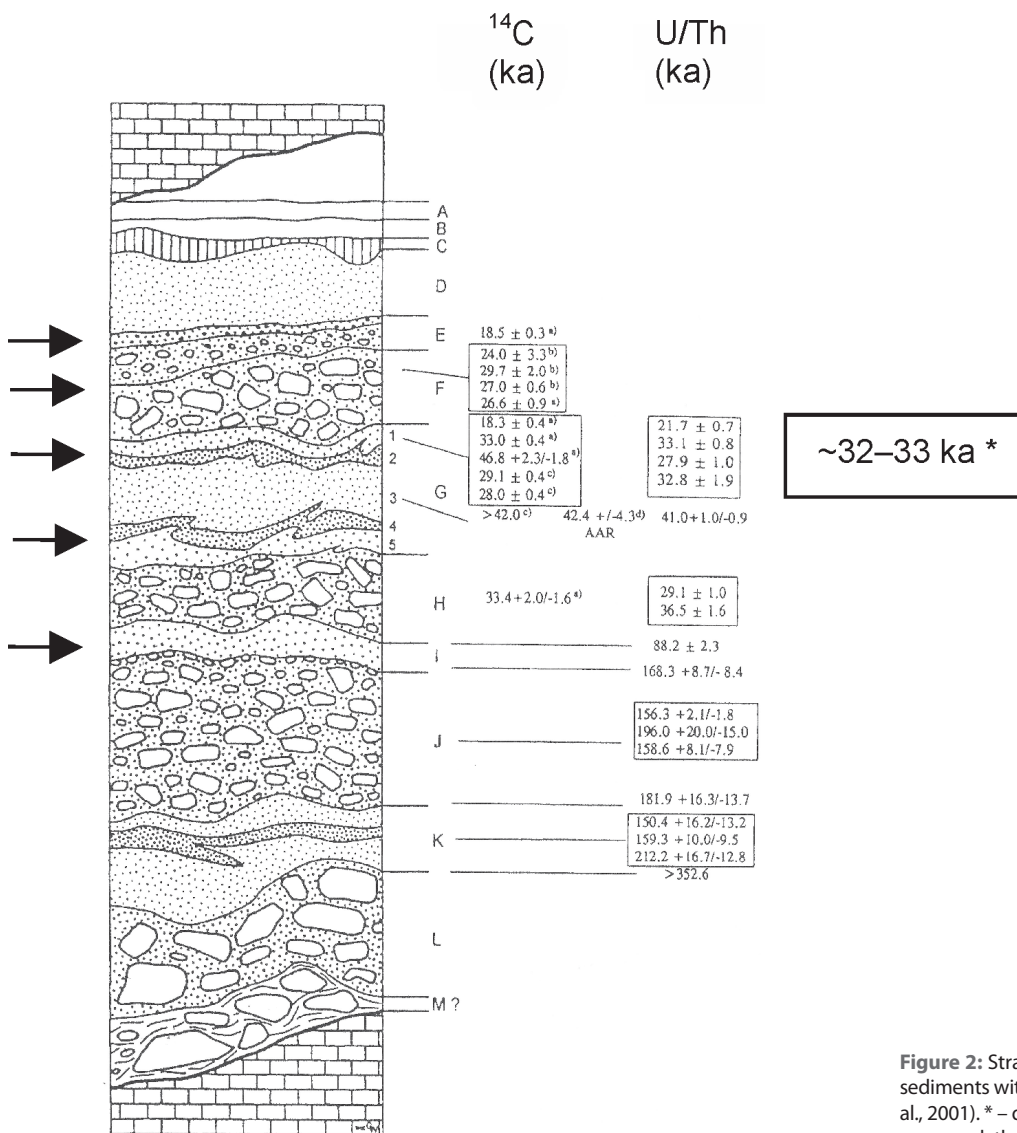 ¹⁴C U/Th
(ka) (ka)
A
B
C
D
E 18.5 ± 0.3 a)
24.0 ± 3.3 b)
29.7 ± 2.0 b)
F 27.0 ± 0.6 b)
26.6 ± 0.9 a)
1 18.3 ± 0.4 a) 21.7 ± 0.7
33.0 ± 0.4 a) 33.1 ± 0.8
2 46.8 +2.3/-1.8 a) 27.9 ± 1.0
29.1 ± 0.4 c) 32.8 ± 1.9
~32–33 ka *
G 28.0 ± 0.4 c)
3 >42.0 c) 42.4 +/-4.3 d) 41.0+1.0/-0.9
AAR
4
5
H 33.4+2.0/-1.6 a) 29.1 ± 1.0
36.5 ± 1.6
I 88.2 ± 2.3
168.3 +8.7/-8.4
156.3 +2.1/-1.8
J 196.0 +20.0/-15.0
158.6 +8.1/-7.9
181.9 +16.3/-13.7
150.4 +16.2/-13.2
K 159.3 +10.0/-9.5
212.2 +16.7/-12.8
>352.6
L
M ?
Figure 2: Stra
sediments wit
al., 2001). * – c